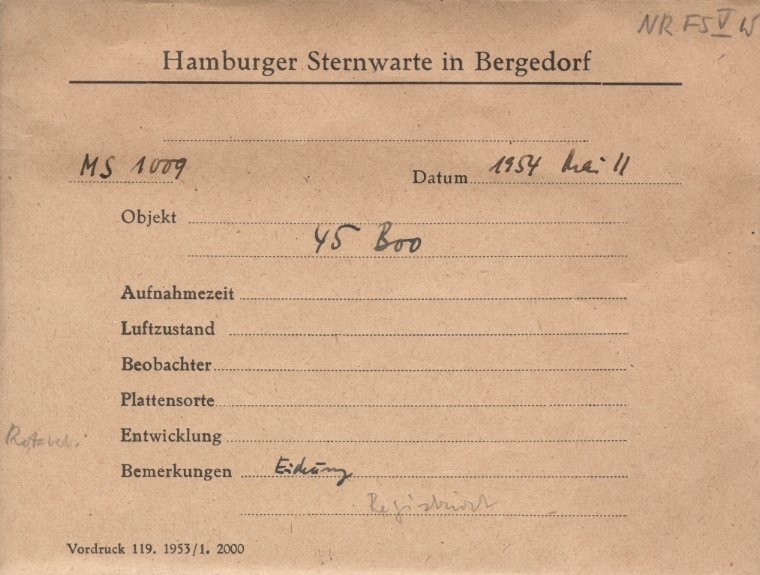 NR FS V W
Hamburger Sternwarte in Bergedorf
MS 1009
Datum 1954 Mai 11
Objekt
45 Boo
Aufnahmezeit
Luftzustand
Beobachter
Plattensorte
Entwicklung
Bemerkungen Eichung
Registriert
Vordruck 119. 1953/1. 2000